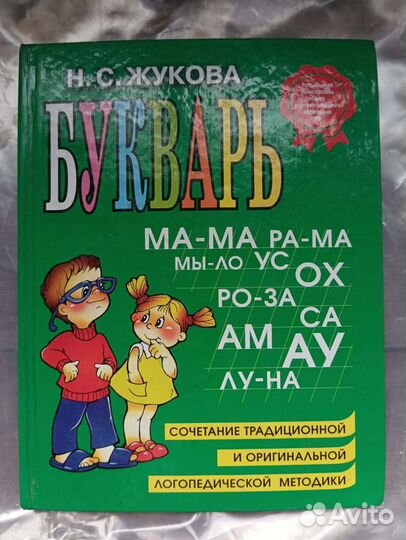 Н. С. ЖУКОВА
БУКВАРЬ
МА-МА РА-МА
МЫ-ЛО УС
ОХ
РО-ЗА
СА
АМ АУ
ЛУ-НА
СОЧЕТАНИЕ ТРАДИЦИОННОЙ
И ОРИГИНАЛЬНОЙ
ЛОГОПЕДИЧЕСКОЙ МЕТОДИКИ
Avito